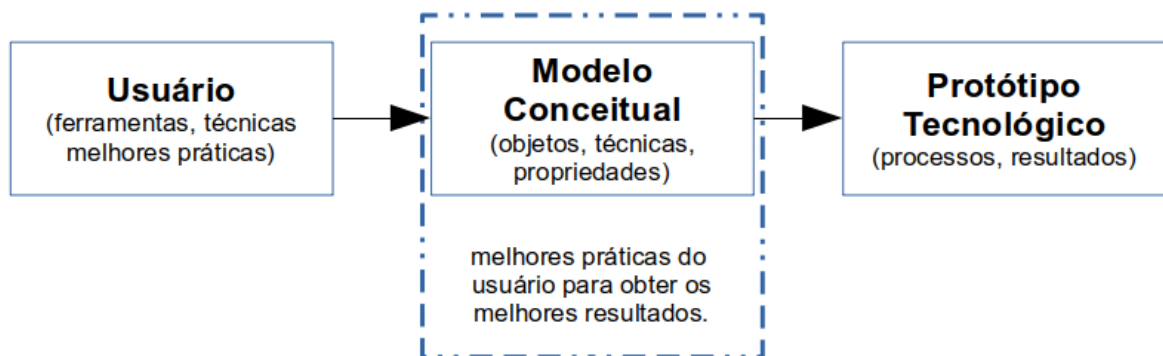 Usuário
(ferramentas, técnicas
melhores práticas)
Modelo
Conceitual
(objetos, técnicas,
propriedades)
melhores práticas do
usuário para obter os
melhores resultados.
Protótipo
Tecnológico
(processos, resultados)